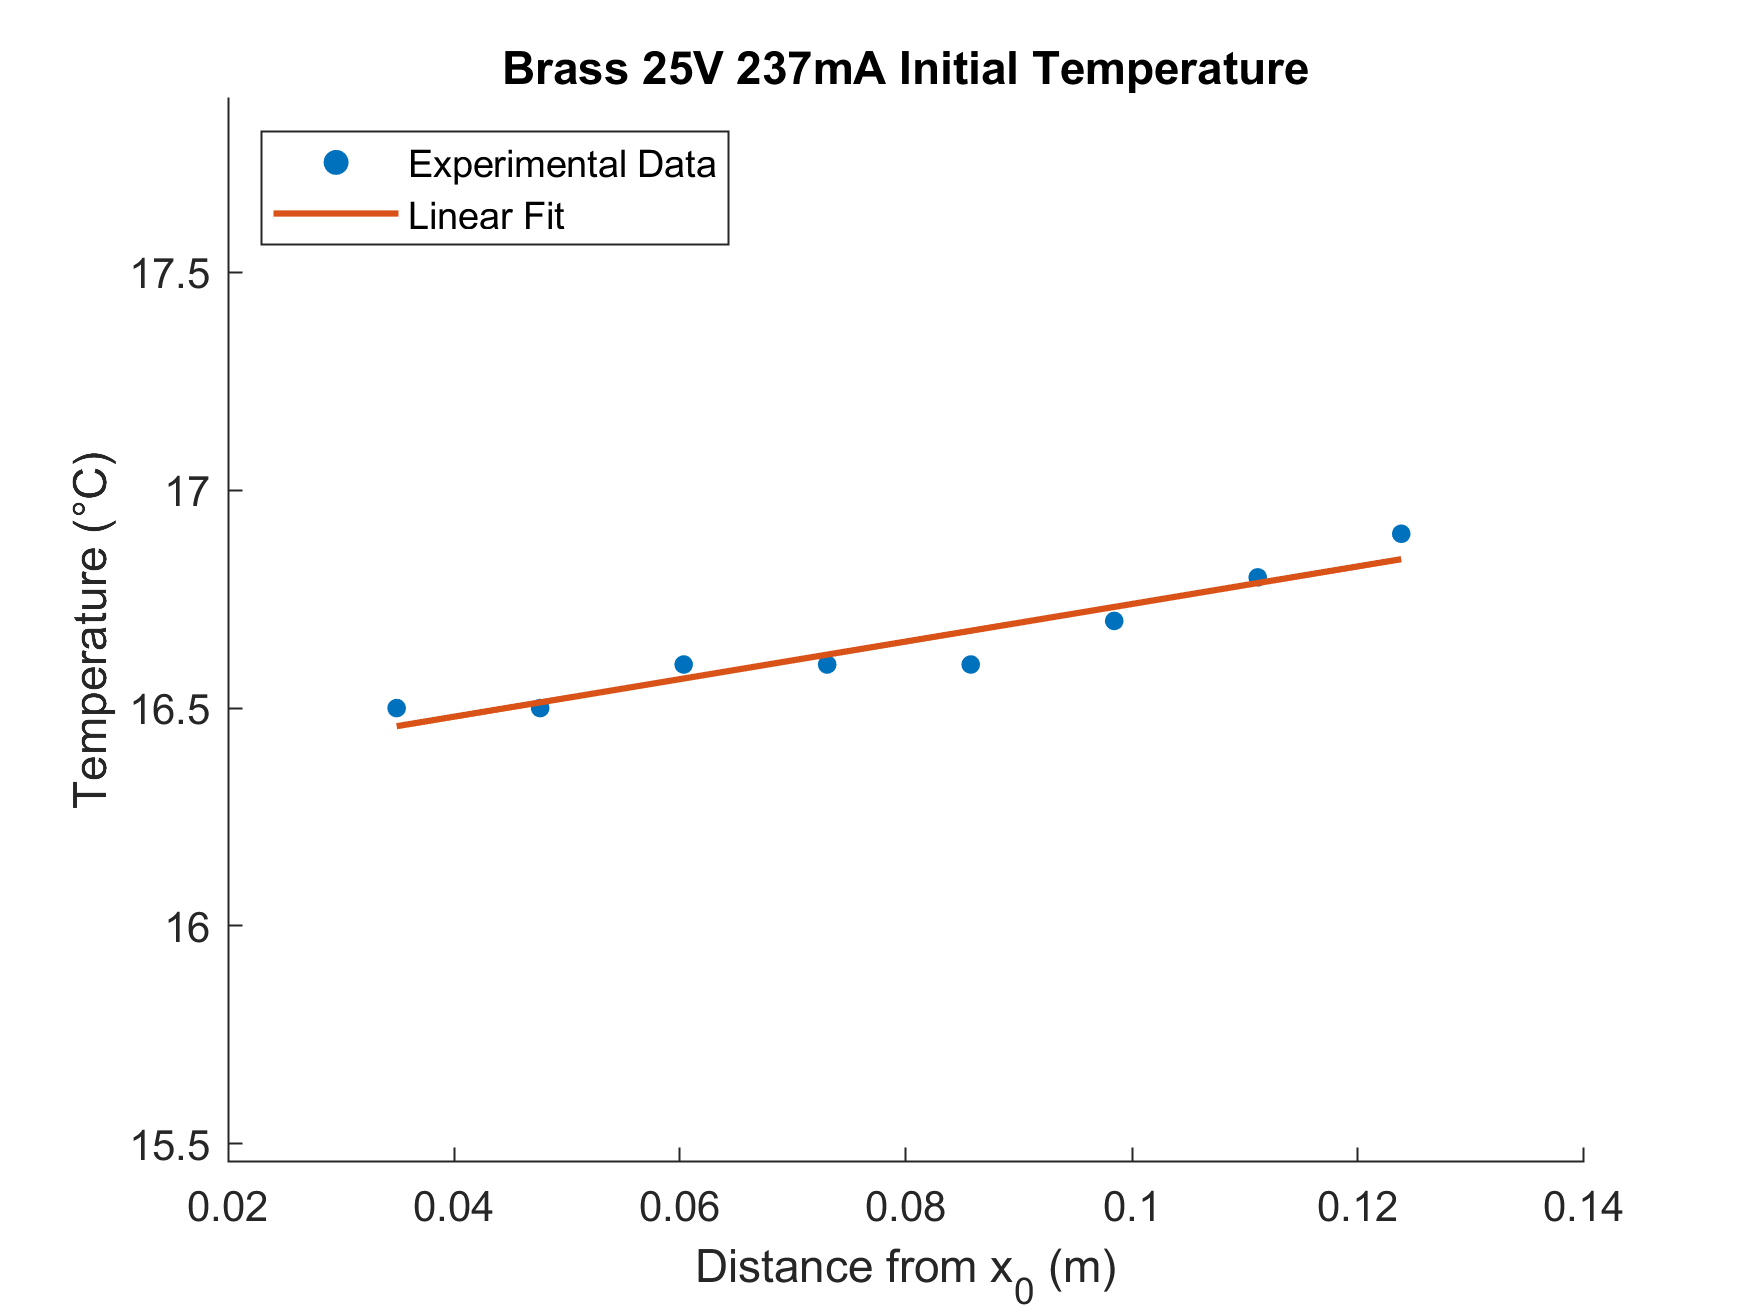 Brass 25V 237mA Initial Temperature
Experimental Data
Linear Fit
17.5
17
16.5
16
15.5
Temperature (°C)
0.02 0.04 0.06 0.08 0.1 0.12 0.14
Distance from x₀ (m)